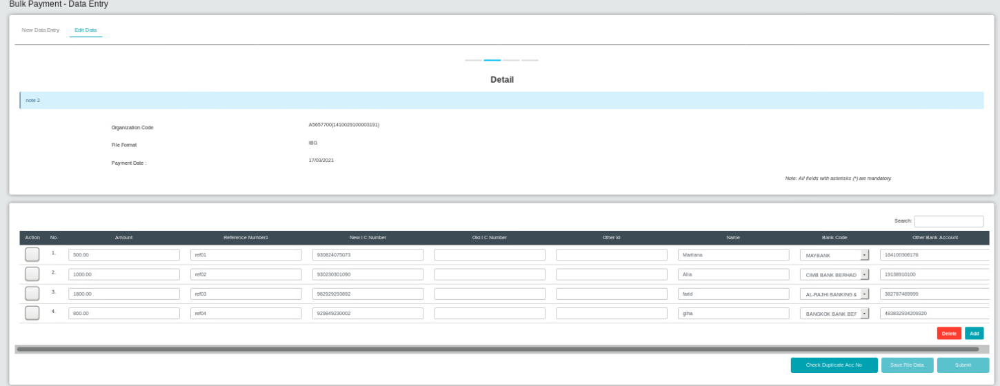 Bulk Payment - Data Entry
New Data Entry Edit Data
Detail
note 2
Organization Code A5657700(1410029100003191)
File Format IBG
Payment Date : 17/03/2021
Note: All fields with asterisks (*) are mandatory.
Search:
Action No. Amount Reference Number1 New I C Number Old I C Number Other Id Name Bank Code Other Bank Account
1. 500.00 ref01 930824075073 Marliana MAYBANK 164100306178
2. 1000.00 ref02 930230301090 Alia CIMB BANK BERHAD 19138910100
3. 1800.00 ref03 982929293892 farid AL-RAJHI BANKING & 382787489999
4. 800.00 ref04 929849230002 giha BANGKOK BANK BEF 483832934209320
Delete Add
Check Duplicate Acc No Save File Data Submit